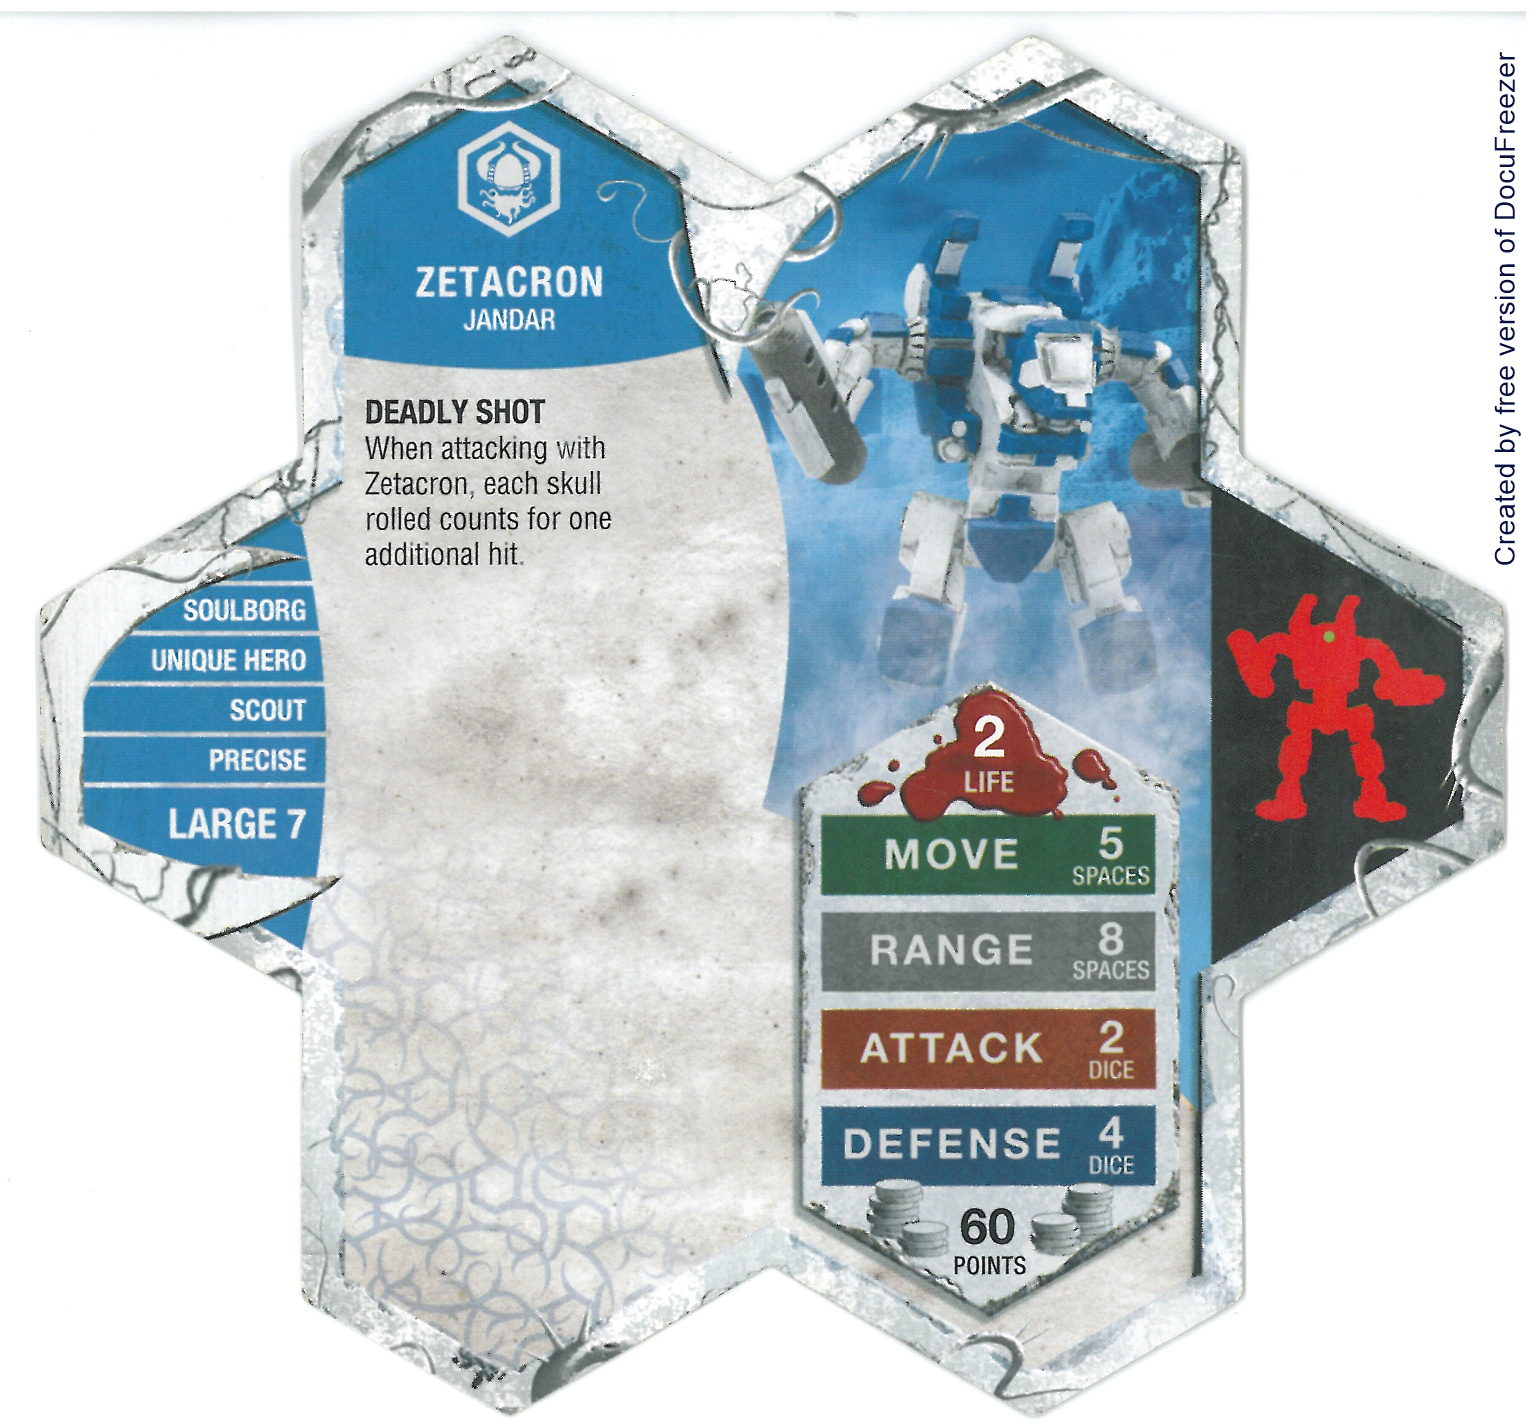 ZETACRON
JANDAR
DEADLY SHOT
When attacking with
Zetacron, each skull
rolled counts for one
additional hit.
SOULBORG
UNIQUE HERO
SCOUT
PRECISE
LARGE 7
2
LIFE
MOVE 5
SPACES
RANGE 8
SPACES
ATTACK 2
DICE
DEFENSE 4
DICE
60
POINTS
Created by free version of DocuFreezer